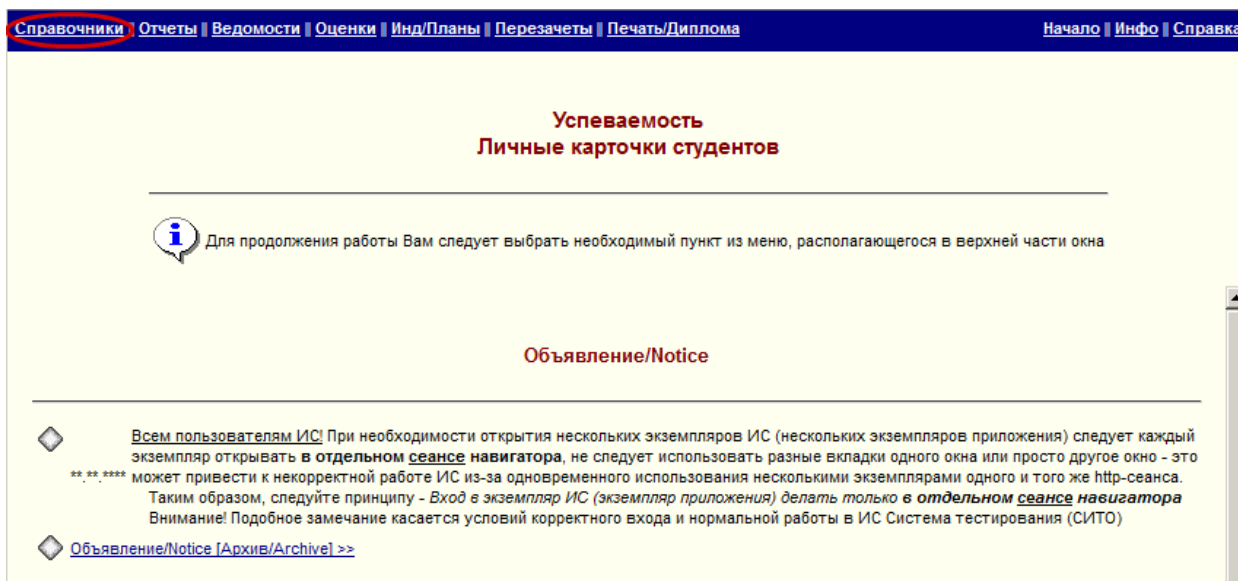 Справочники || Отчеты || Ведомости || Оценки || Инд/Планы || Перезачеты || Печать/Диплома
Начало || Инфо || Справка
Успеваемость
Личные карточки студентов
Для продолжения работы Вам следует выбрать необходимый пункт из меню, располагающегося в верхней части окна
Объявление/Notice
Всем пользователям ИС! При необходимости открытия нескольких экземпляров ИС (нескольких экземпляров приложения) следует каждый
экземпляр открывать в отдельном сеансе навигатора, не следует использовать разные вкладки одного окна или просто другое окно - это
**.**.**** может привести к некорректной работе ИС из-за одновременного использования несколькими экземплярами одного и того же http-сеанса.
Таким образом, следуйте принципу - Вход в экземпляр ИС (экземпляр приложения) делать только в отдельном сеансе навигатора
Внимание! Подобное замечание касается условий корректного входа и нормальной работы в ИС Система тестирования (СИТО)
Объявление/Notice [Архив/Archive] >>